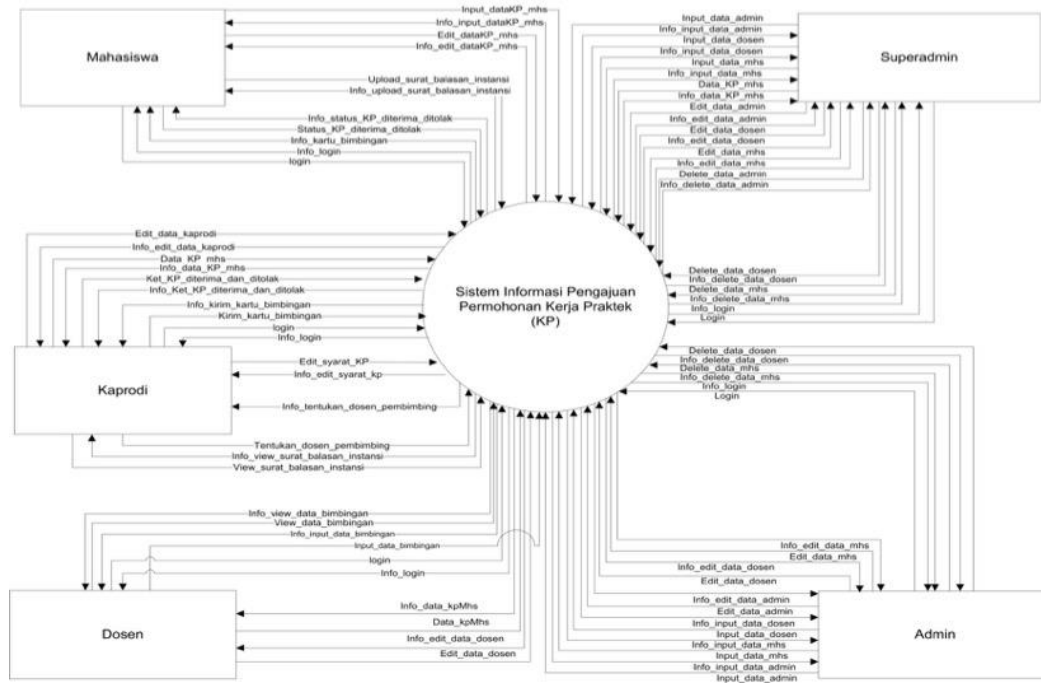 Input_dataKP_mhs
Info_input_dataKP_mhs
Edit_dataKP_mhs
Info_edit_dataKP_mhs
Mahasiswa
Upload_surat_balasan_instansi
Info_upload_surat_balasan_instansi
Info_status_KP_diterima_ditolak
Status_KP_diterima_ditolak
Info_kartu_bimbingan
Info_login
login
Input_data_admin
Info_input_data_admin
Input_data_dosen
Info_input_data_dosen
Input_data_mhs
Info_input_data_mhs
Data_KP_mhs
Info_data_KP_mhs
Edit_data_admin
Info_edit_data_admin
Edit_data_dosen
Info_edit_data_dosen
Edit_data_mhs
Info_edit_data_mhs
Delete_data_admin
Info_delete_data_admin
Superadmin
Delete_data_dosen
Info_delete_data_dosen
Delete_data_mhs
Info_delete_data_mhs
Info_login
Login
Sistem Informasi Pengajuan
Permohonan Kerja Praktek
(KP)
Edit_data_kaprodi
Info_edit_data_kaprodi
Data_KP_mhs
Info_data_KP_mhs
Ket_KP_diterima_dan_ditolak
Info_Ket_KP_diterima_dan_ditolak
Info_kirim_kartu_bimbingan
Kirim_kartu_bimbingan
login
Info_login
Kaprodi
Edit_syarat_KP
Info_edit_syarat_kp
Info_tentukan_dosen_pembimbing
Tentukan_dosen_pembimbing
Info_view_surat_balasan_instansi
View_surat_balasan_instansi
Delete_data_dosen
Info_delete_data_dosen
Delete_data_mhs
Info_delete_data_mhs
Info_login
Login
Info_view_data_bimbingan
View_data_bimbingan
Info_input_data_bimbingan
Input_data_bimbingan
login
Info_login
Dosen
Info_data_kpMhs
Data_kpMhs
Info_edit_data_dosen
Edit_data_dosen
Info_edit_data_mhs
Edit_data_mhs
Info_edit_data_dosen
Edit_data_dosen
Info_edit_data_admin
Edit_data_admin
Info_input_data_dosen
Input_data_dosen
Info_input_data_mhs
Input_data_mhs
Info_input_data_admin
Input_data_admin
Admin